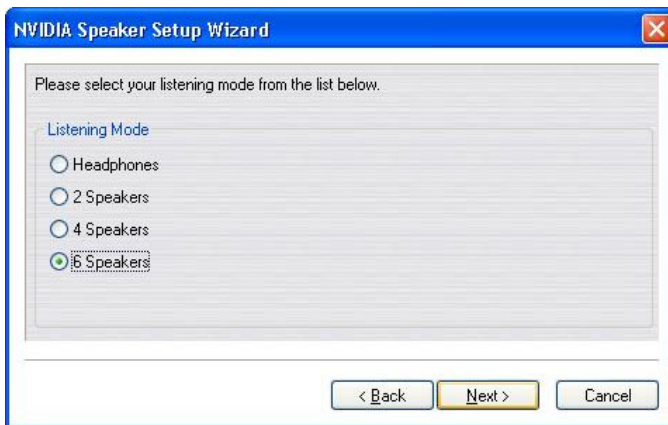 NVIDIA Speaker Setup Wizard
Please select your listening mode from the list below.
Listening Mode
Headphones
2 Speakers
4 Speakers
6 Speakers
< Back Next > Cancel